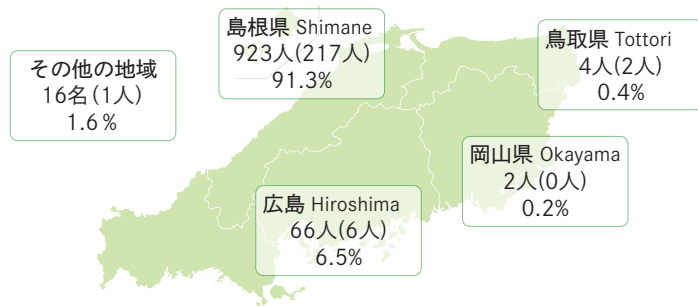 島根県 Shimane
923人(217人)
91.3%
鳥取県 Tottori
4人(2人)
0.4%
その他の地域
16名(1人)
1.6%
岡山県 Okayama
2人(0人)
0.2%
広島 Hiroshima
66人(6人)
6.5%